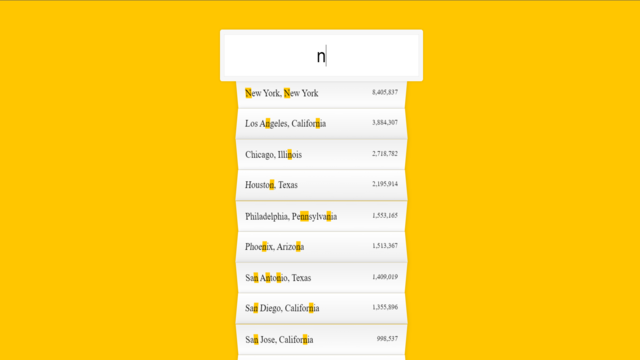 n
New York, New York 8,405,837
Los Angeles, California 3,884,307
Chicago, Illinois 2,718,782
Houston, Texas 2,195,914
Philadelphia, Pennsylvania 1,553,165
Phoenix, Arizona 1,513,367
San Antonio, Texas 1,409,019
San Diego, California 1,355,896
San Jose, California 998,537